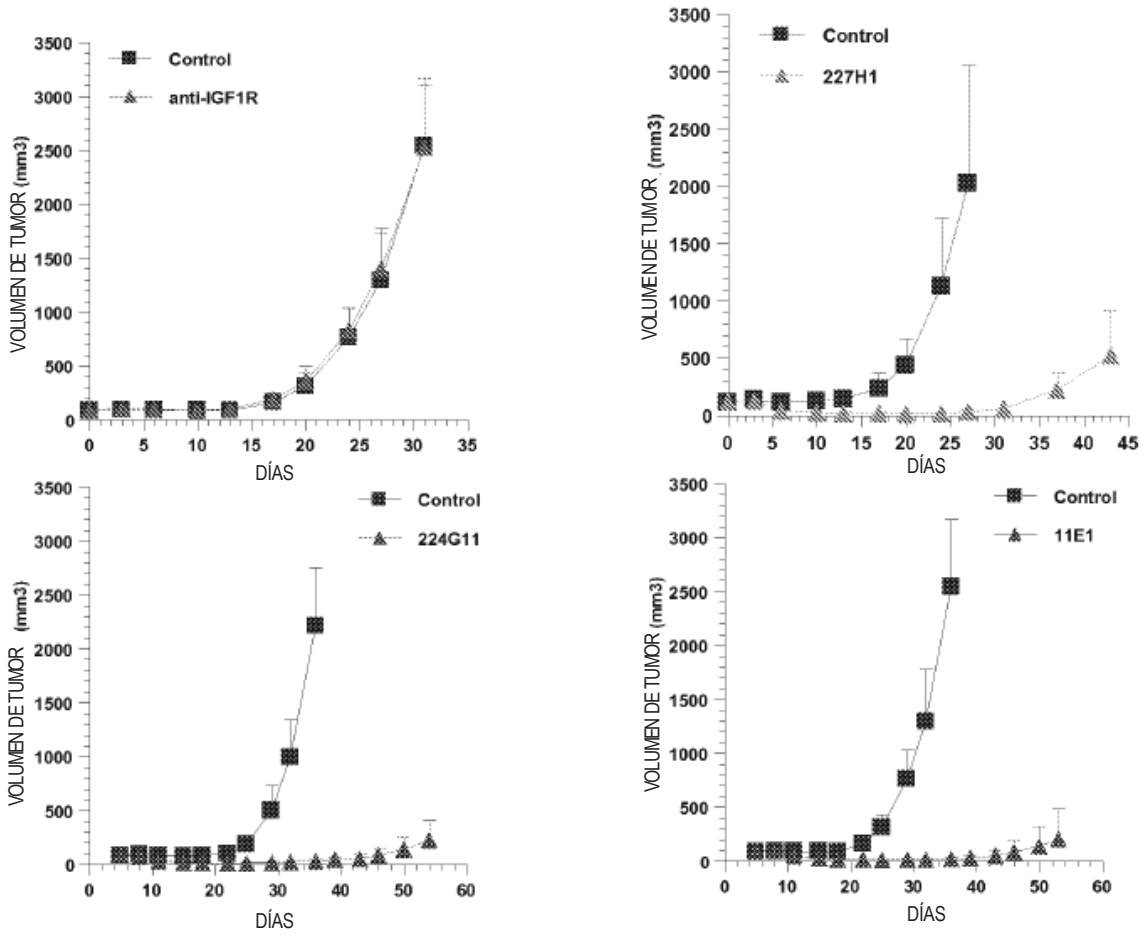 Control
anti-IGF1R
3500
3000
2500
2000
1500
1000
500
0
VOLUMEN DE TUMOR (mm3)
0 5 10 15 20 25 30 35
DÍAS
Control
227H1
3500
3000
2500
2000
1500
1000
500
0
VOLUMEN DE TUMOR (mm3)
0 5 10 15 20 25 30 35 40 45
DÍAS
Control
224G11
3500
3000
2500
2000
1500
1000
500
0
VOLUMEN DE TUMOR (mm3)
0 10 20 30 40 50 60
DÍAS
Control
11E1
3500
3000
2500
2000
1500
1000
500
0
VOLUMEN DE TUMOR (mm3)
0 10 20 30 40 50 60
DÍAS